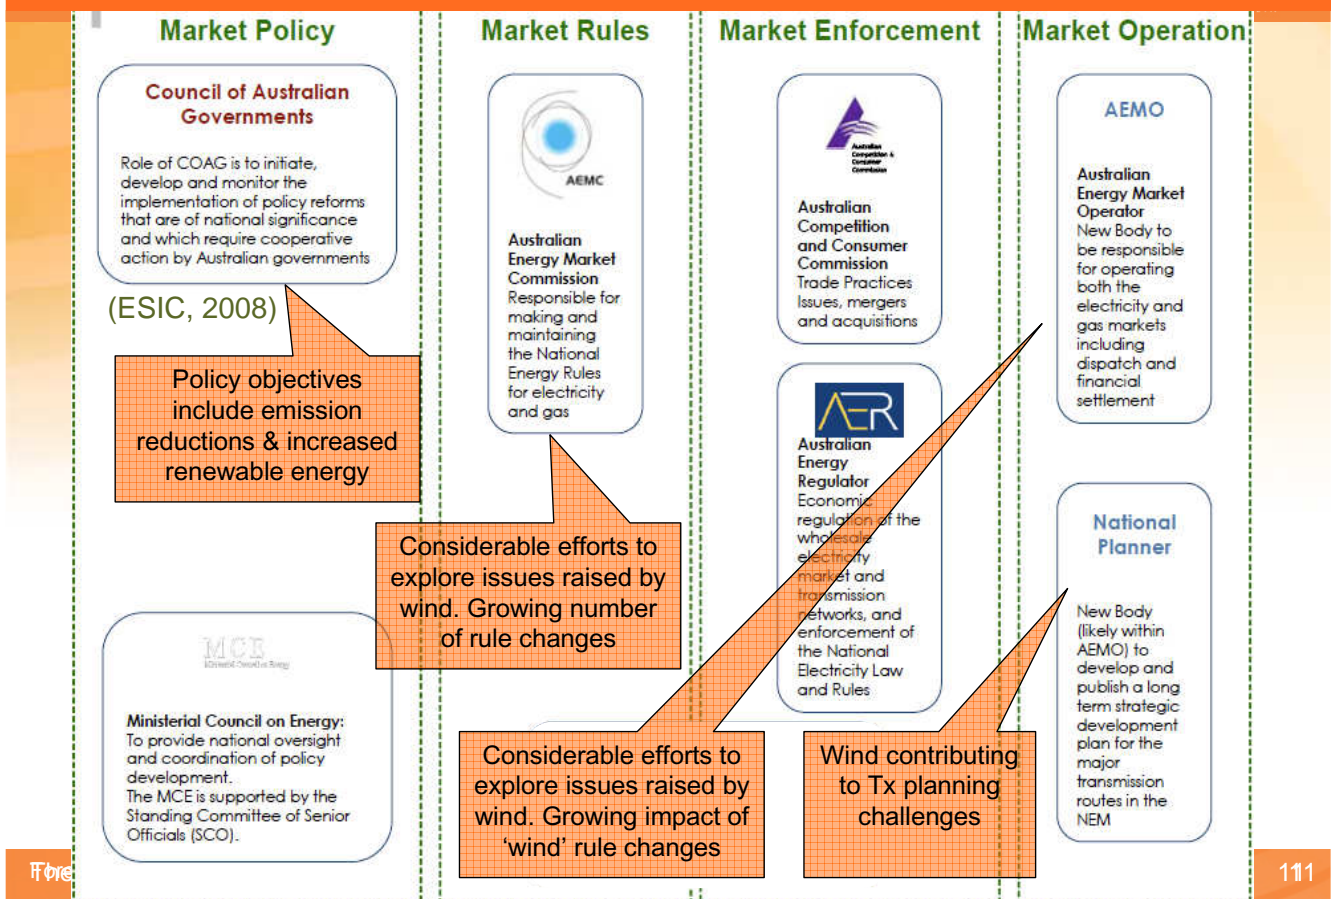 Market Policy
Council of Australian
Governments
Role of COAG is to initiate,
develop and monitor the
implementation of policy reforms
that are of national significance
and which require cooperative
action by Australian governments
(ESIC, 2008)
Policy objectives
include emission
reductions & increased
renewable energy
MCE
Ministerial Council on Energy
Ministerial Council on Energy:
To provide national oversight
and coordination of policy
development.
The MCE is supported by the
Standing Committee of Senior
Officials (SCO).
Market Rules
AEMC
Australian
Energy Market
Commission
Responsible for
making and
maintaining
the National
Energy Rules
for electricity
and gas
Considerable efforts to
explore issues raised by
wind. Growing number
of rule changes
Market Enforcement
Australian
Competition &
Consumer
Commission
Australian
Competition
and Consumer
Commission
Trade Practices
Issues, mergers
and acquisitions
AER
Australian
Energy
Regulator
Economic
regulation of the
wholesale
electricity
market and
transmission
networks, and
enforcement of
the National
Electricity Law
and Rules
Considerable efforts to
explore issues raised by
wind. Growing impact of
‘wind’ rule changes
Market Operation
AEMO
Australian
Energy Market
Operator
New Body to
be responsible
for operating
both the
electricity and
gas markets
including
dispatch and
financial
settlement
National
Planner
New Body
(likely within
AEMO) to
develop and
publish a long
term strategic
development
plan for the
major
transmission
routes in the
NEM
Wind contributing
to Tx planning
challenges